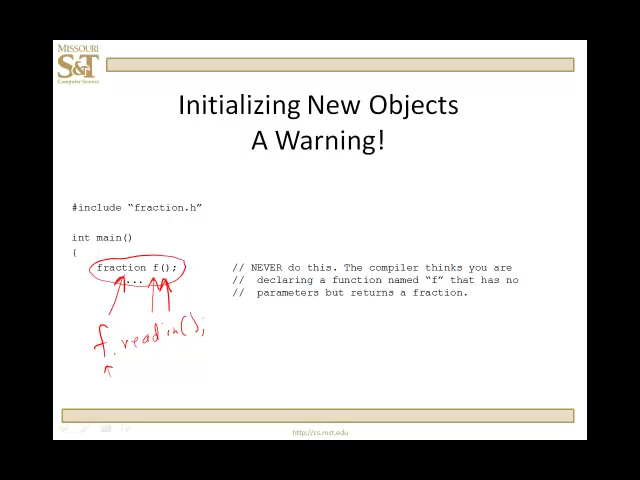 MISSOURI
S&T
Computer Science
Initializing New Objects
A Warning!
#include “fraction.h”
int main()
{
fraction f(); // NEVER do this. The compiler thinks you are
... // declaring a function named “f” that has no
// parameters but returns a fraction.
f.readin();
http://cs.mst.edu